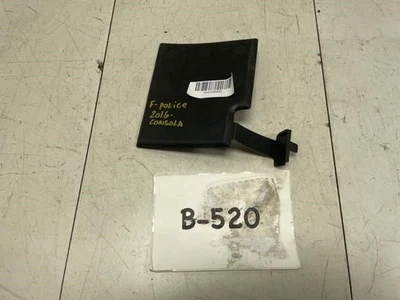 F-POLICE
2016-
CONSOLA
B-520